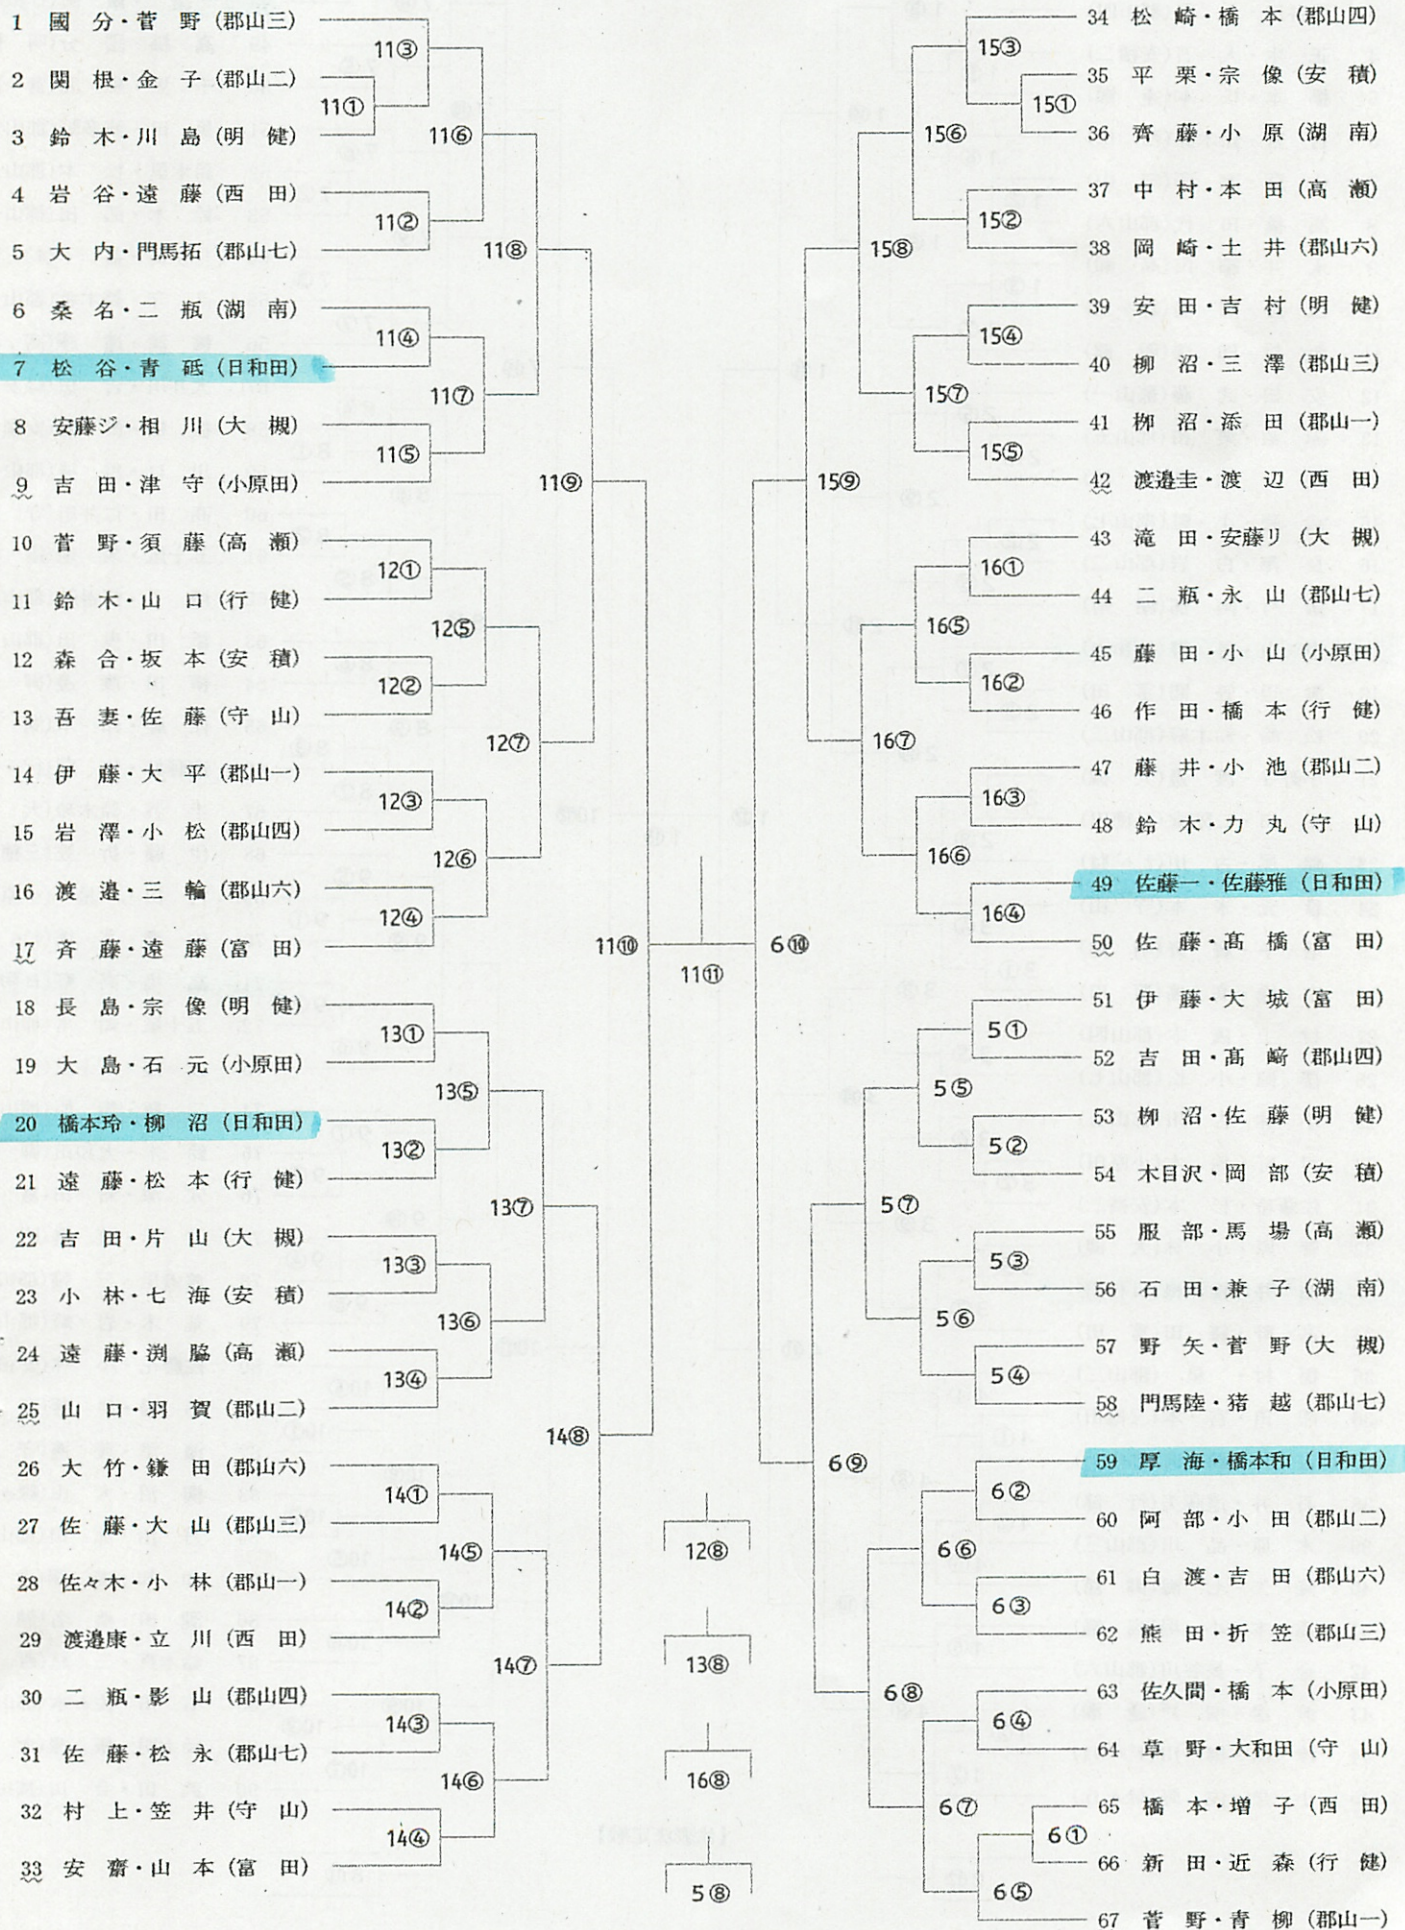 1 國分・菅野 (郡山三)
2 関根・金子 (郡山二)
3 鈴木・川島 (明健)
4 岩谷・遠藤 (西田)
5 大内・門馬拓 (郡山七)
6 桑名・二瓶 (湖南)
7 松谷・青砥 (日和田)
8 安藤ジ・相川 (大槻)
9 吉田・津守 (小原田)
10 菅野・須藤 (高瀬)
11 鈴木・山口 (行健)
12 森合・坂本 (安積)
13 吾妻・佐藤 (守山)
14 伊藤・大平 (郡山一)
15 岩澤・小松 (郡山四)
16 渡邉・三輪 (郡山六)
17 斉藤・遠藤 (富田)
18 長島・宗像 (明健)
19 大島・石元 (小原田)
20 橋本玲・柳沼 (日和田)
21 遠藤・松本 (行健)
22 吉田・片山 (大槻)
23 小林・七海 (安積)
24 遠藤・渕脇 (高瀬)
25 山口・羽賀 (郡山二)
26 大竹・鎌田 (郡山六)
27 佐藤・大山 (郡山三)
28 佐々木・小林 (郡山一)
29 渡邉康・立川 (西田)
30 二瓶・影山 (郡山四)
31 佐藤・松永 (郡山七)
32 村上・笠井 (守山)
33 安齋・山本 (富田)
11③
11①
11⑥
11②
11⑧
11④
11⑦
11⑤
11⑨
12①
12⑤
12②
12⑦
12③
12⑥
12④
11⑩
13①
13⑤
13②
13⑦
13③
13⑥
13④
14⑧
14①
14⑤
14②
14⑦
14③
14⑥
14④
11⑪
12⑧
13⑧
16⑧
5⑧
6⑩
15③
15①
15⑥
15②
15⑧
15④
15⑦
15⑤
15⑨
16①
16⑤
16②
16⑦
16③
16⑥
16④
5①
5⑤
5②
5⑦
5③
5⑥
5④
6⑨
6②
6⑥
6③
6⑧
6④
6⑦
6①
6⑤
34 松崎・橋本 (郡山四)
35 平栗・宗像 (安積)
36 齊藤・小原 (湖南)
37 中村・本田 (高瀬)
38 岡崎・土井 (郡山六)
39 安田・吉村 (明健)
40 柳沼・三澤 (郡山三)
41 栁沼・添田 (郡山一)
42 渡邉圭・渡辺 (西田)
43 滝田・安藤リ (大槻)
44 二瓶・永山 (郡山七)
45 藤田・小山 (小原田)
46 作田・橋本 (行健)
47 藤井・小池 (郡山二)
48 鈴木・力丸 (守山)
49 佐藤一・佐藤雅 (日和田)
50 佐藤・髙橋 (富田)
51 伊藤・大城 (富田)
52 吉田・髙﨑 (郡山四)
53 栁沼・佐藤 (明健)
54 木目沢・岡部 (安積)
55 服部・馬場 (高瀬)
56 石田・兼子 (湖南)
57 野矢・菅野 (大槻)
58 門馬陸・猪越 (郡山七)
59 厚海・橋本和 (日和田)
60 阿部・小田 (郡山二)
61 白渡・吉田 (郡山六)
62 熊田・折笠 (郡山三)
63 佐久間・橋本 (小原田)
64 草野・大和田 (守山)
65 橋本・増子 (西田)
66 新田・近森 (行健)
67 菅野・青柳 (郡山一)